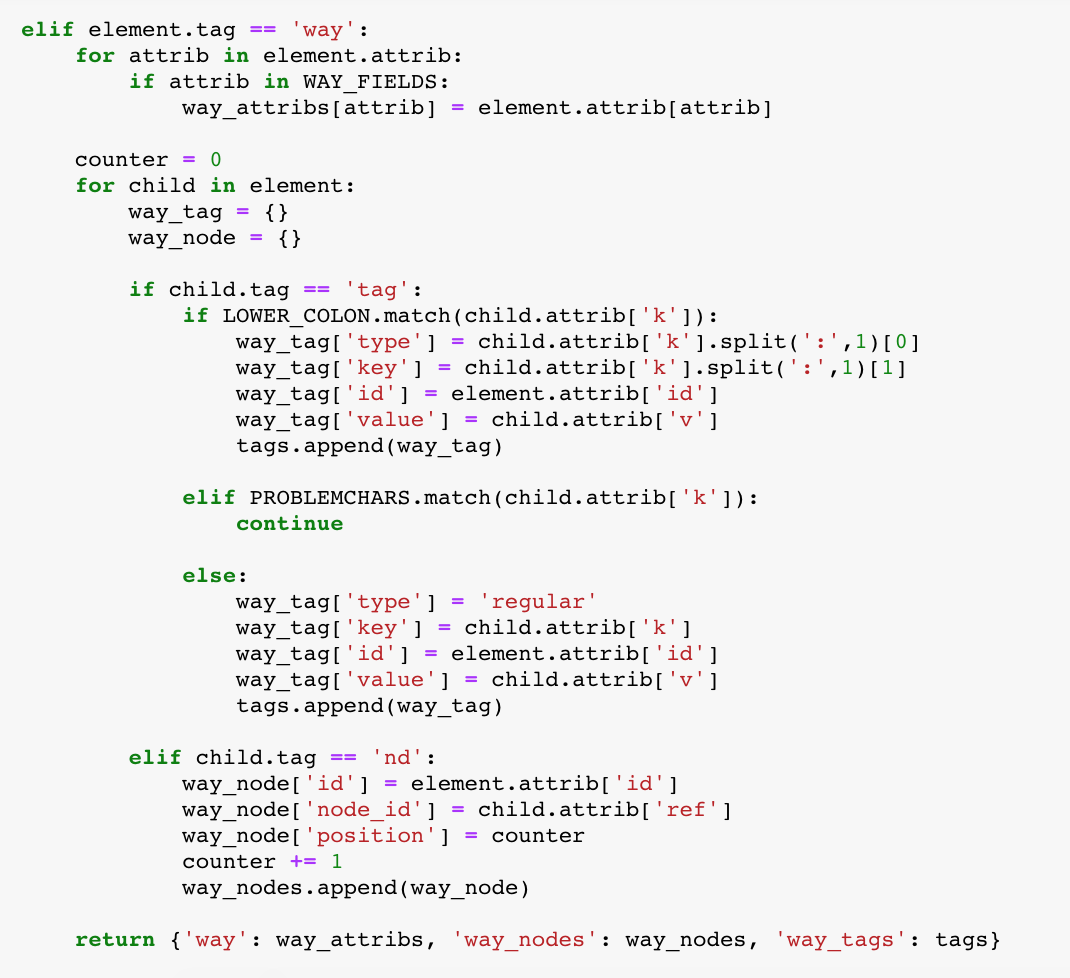 elif element.tag == 'way':
    for attrib in element.attrib:
        if attrib in WAY_FIELDS:
            way_attribs[attrib] = element.attrib[attrib]

    counter = 0
    for child in element:
        way_tag = {}
        way_node = {}

        if child.tag == 'tag':
            if LOWER_COLON.match(child.attrib['k']):
                way_tag['type'] = child.attrib['k'].split(':',1)[0]
                way_tag['key'] = child.attrib['k'].split(':',1)[1]
                way_tag['id'] = element.attrib['id']
                way_tag['value'] = child.attrib['v']
                tags.append(way_tag)

            elif PROBLEMCHARS.match(child.attrib['k']):
                continue

            else:
                way_tag['type'] = 'regular'
                way_tag['key'] = child.attrib['k']
                way_tag['id'] = element.attrib['id']
                way_tag['value'] = child.attrib['v']
                tags.append(way_tag)

        elif child.tag == 'nd':
            way_node['id'] = element.attrib['id']
            way_node['node_id'] = child.attrib['ref']
            way_node['position'] = counter
            counter += 1
            way_nodes.append(way_node)

    return {'way': way_attribs, 'way_nodes': way_nodes, 'way_tags': tags}